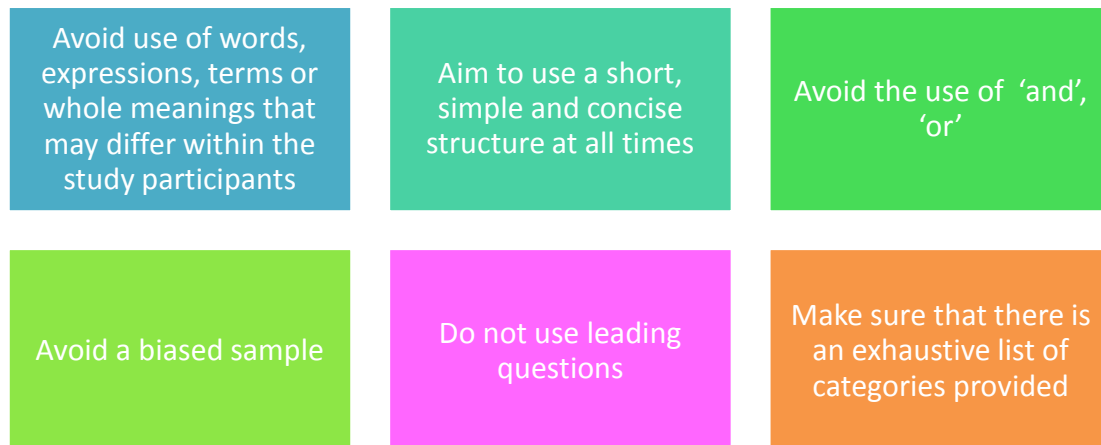 Avoid use of words,
expressions, terms or
whole meanings that
may differ within the
study participants
Aim to use a short,
simple and concise
structure at all times
Avoid the use of  ‘and’,
‘or’
Avoid a biased sample
Do not use leading
questions
Make sure that there is
an exhaustive list of
categories provided